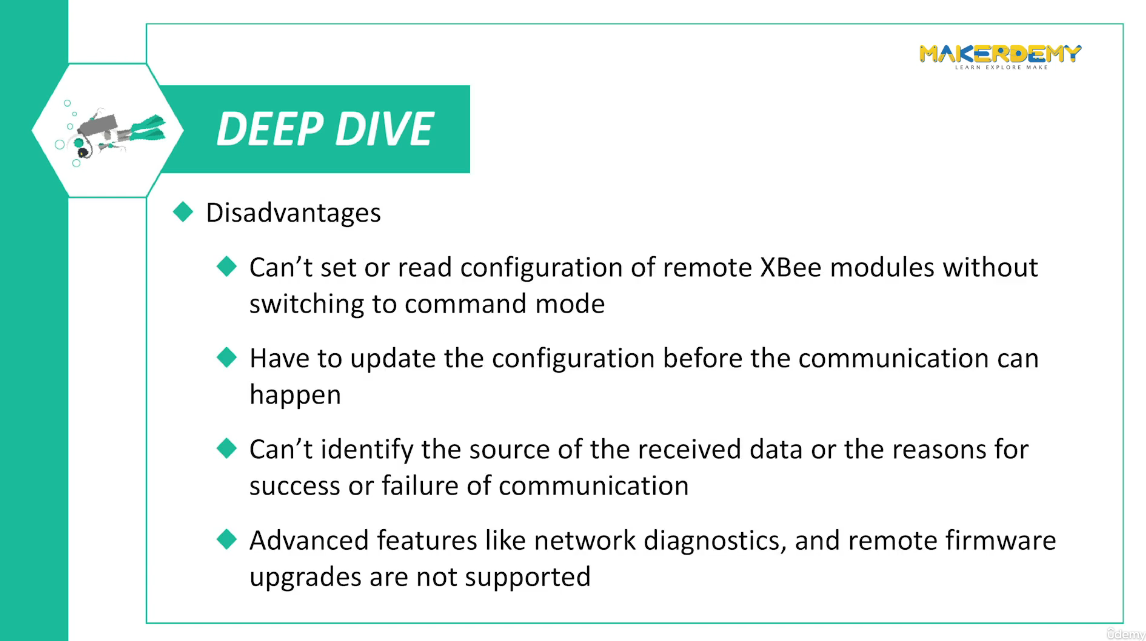 MAKERDEMY
LEARN EXPLORE MAKE
DEEP DIVE
Disadvantages
Can’t set or read configuration of remote XBee modules without
switching to command mode
Have to update the configuration before the communication can
happen
Can’t identify the source of the received data or the reasons for
success or failure of communication
Advanced features like network diagnostics, and remote firmware
upgrades are not supported
ûdemy